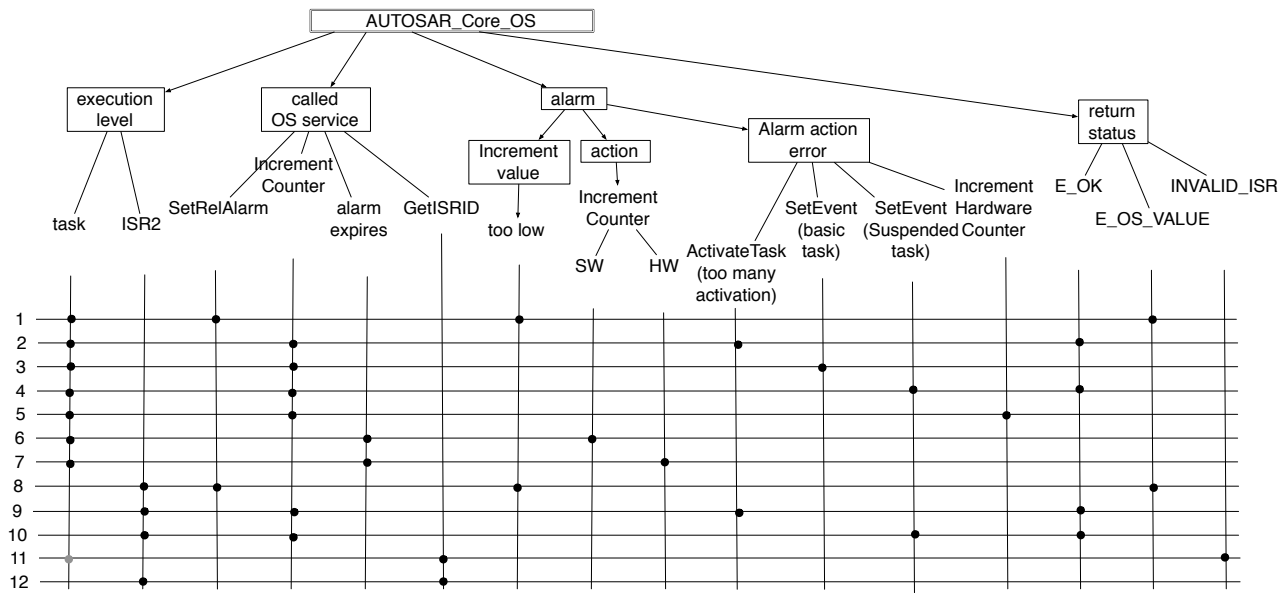 AUTOSAR_Core_OS
execution
level
called
OS service
alarm
return
status
Increment
value
action
Alarm action
error
task
ISR2
SetRelAlarm
Increment
Counter
alarm
expires
GetISRID
too low
Increment
Counter
SW
HW
ActivateTask
(too many
activation)
SetEvent
(basic
task)
SetEvent
(Suspended
task)
Increment
Hardware
Counter
E_OK
E_OS_VALUE
INVALID_ISR
1
2
3
4
5
6
7
8
9
10
11
12